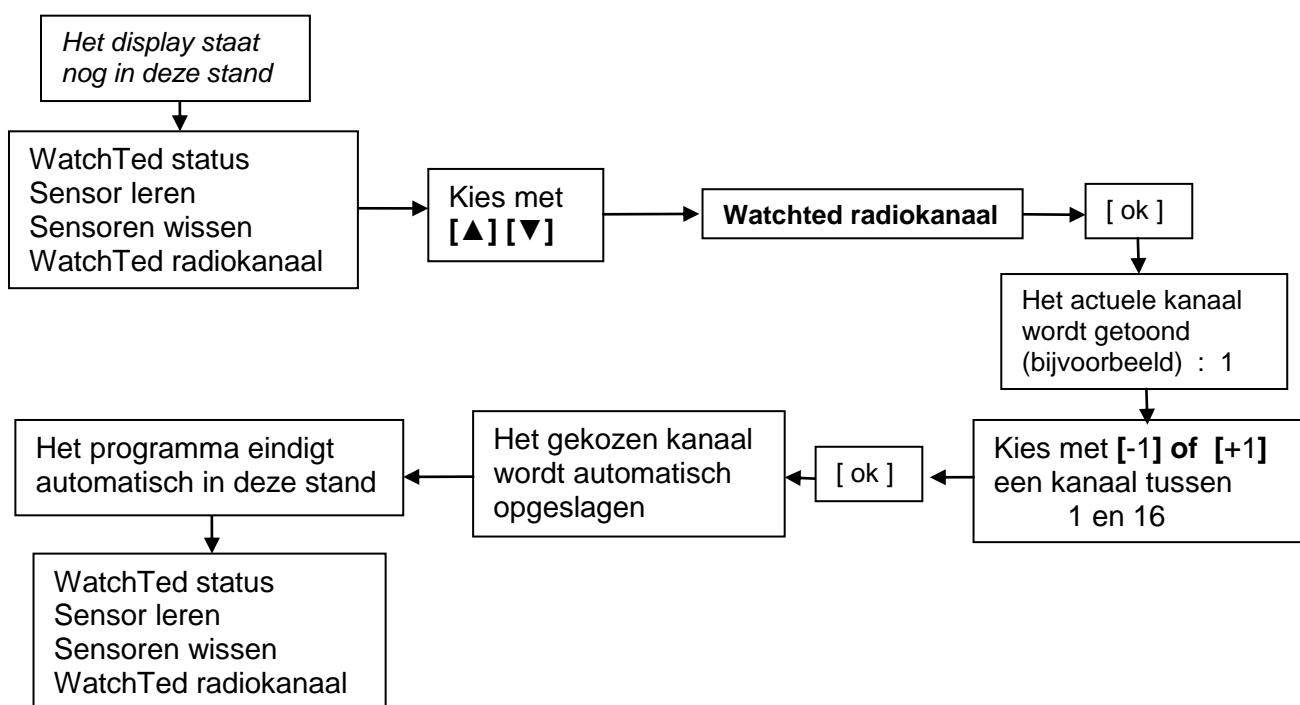 Het display staat
nog in deze stand
WatchTed status
Sensor leren
Sensoren wissen
WatchTed radiokanaal
Kies met
[▲] [▼]
Watchted radiokanaal
[ ok ]
Het actuele kanaal
wordt getoond
(bijvoorbeeld) : 1
Kies met [-1] of [+1]
een kanaal tussen
1 en 16
[ ok ]
Het gekozen kanaal
wordt automatisch
opgeslagen
Het programma eindigt
automatisch in deze stand
WatchTed status
Sensor leren
Sensoren wissen
WatchTed radiokanaal